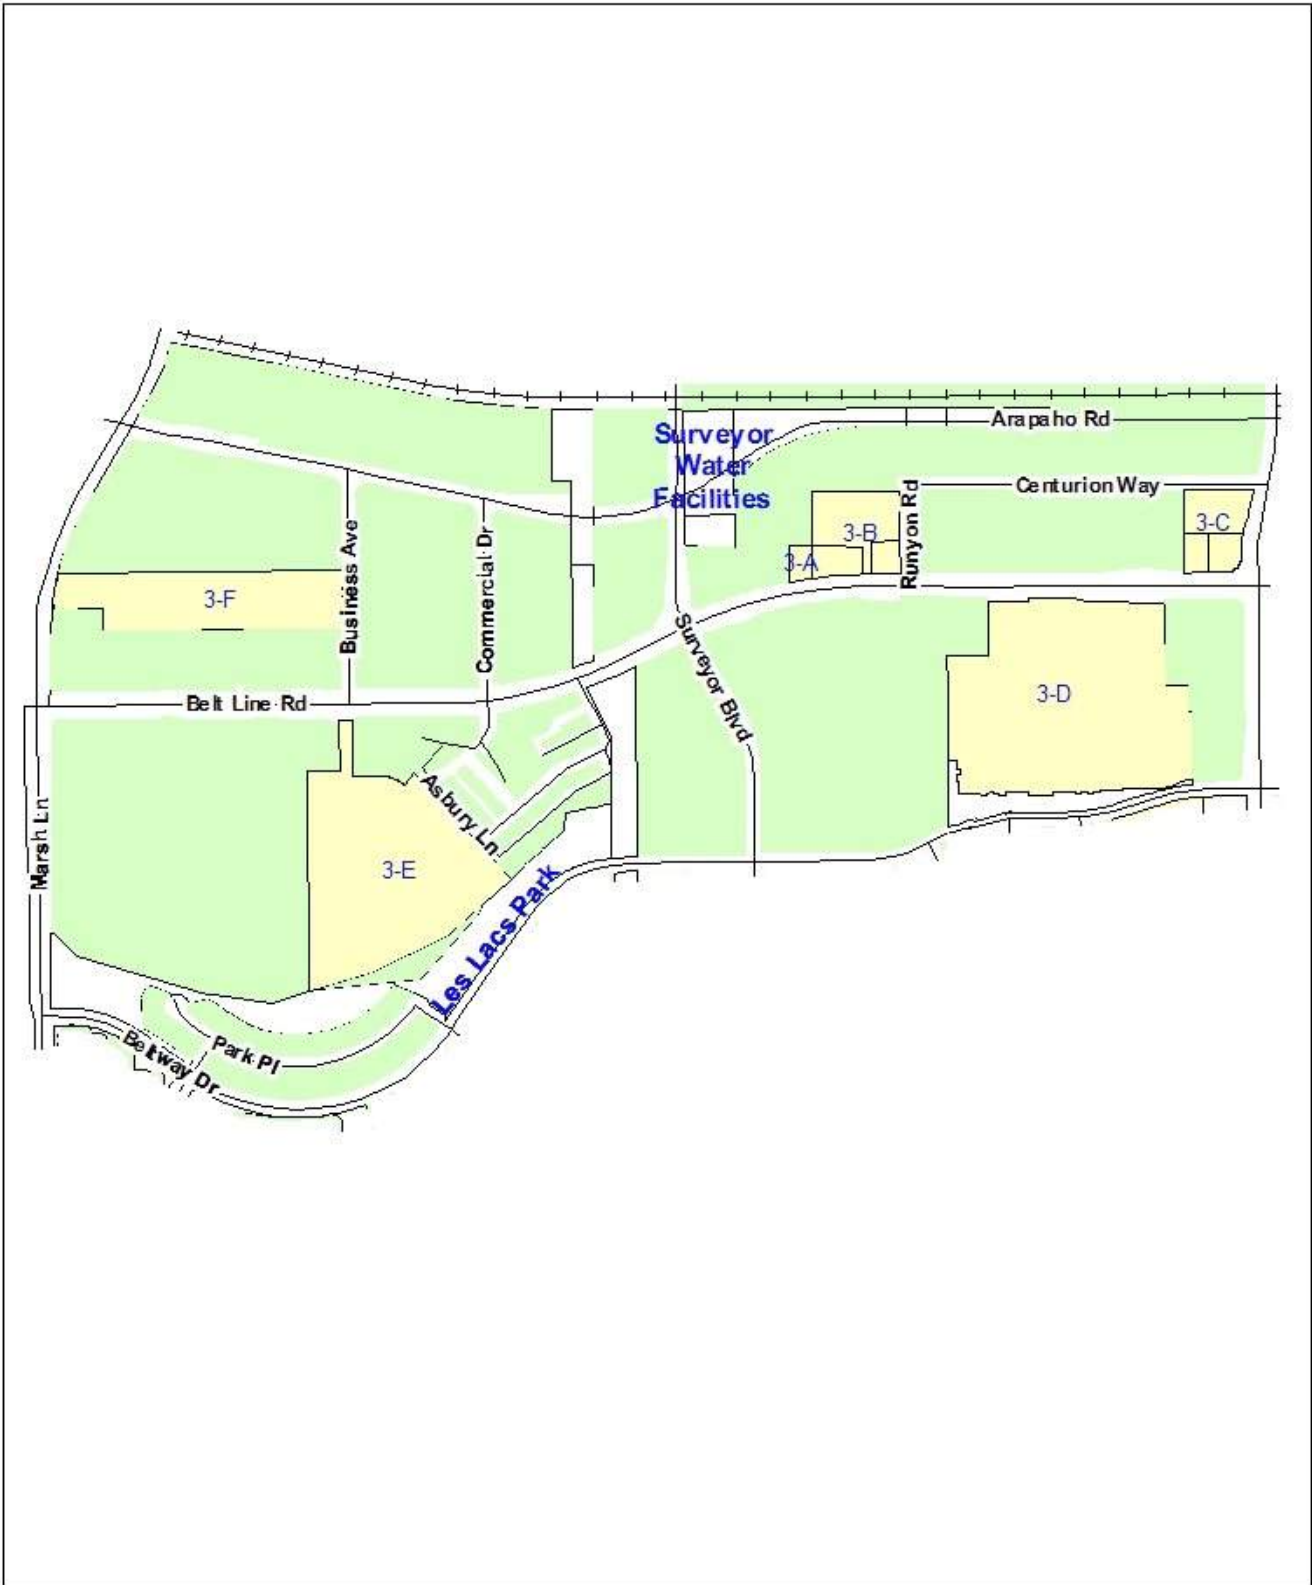 Arapaho Rd
Surveyor
Water
Facilities
Centurion Way
3-C
3-B
3-A
Runyon Rd
3-F
Business Ave
Commercial Dr
Surveyor Blvd
3-D
Belt Line Rd
Asbury Ln
Marsh Ln
3-E
Les Lacs Park
Park Pl
Beltway Dr